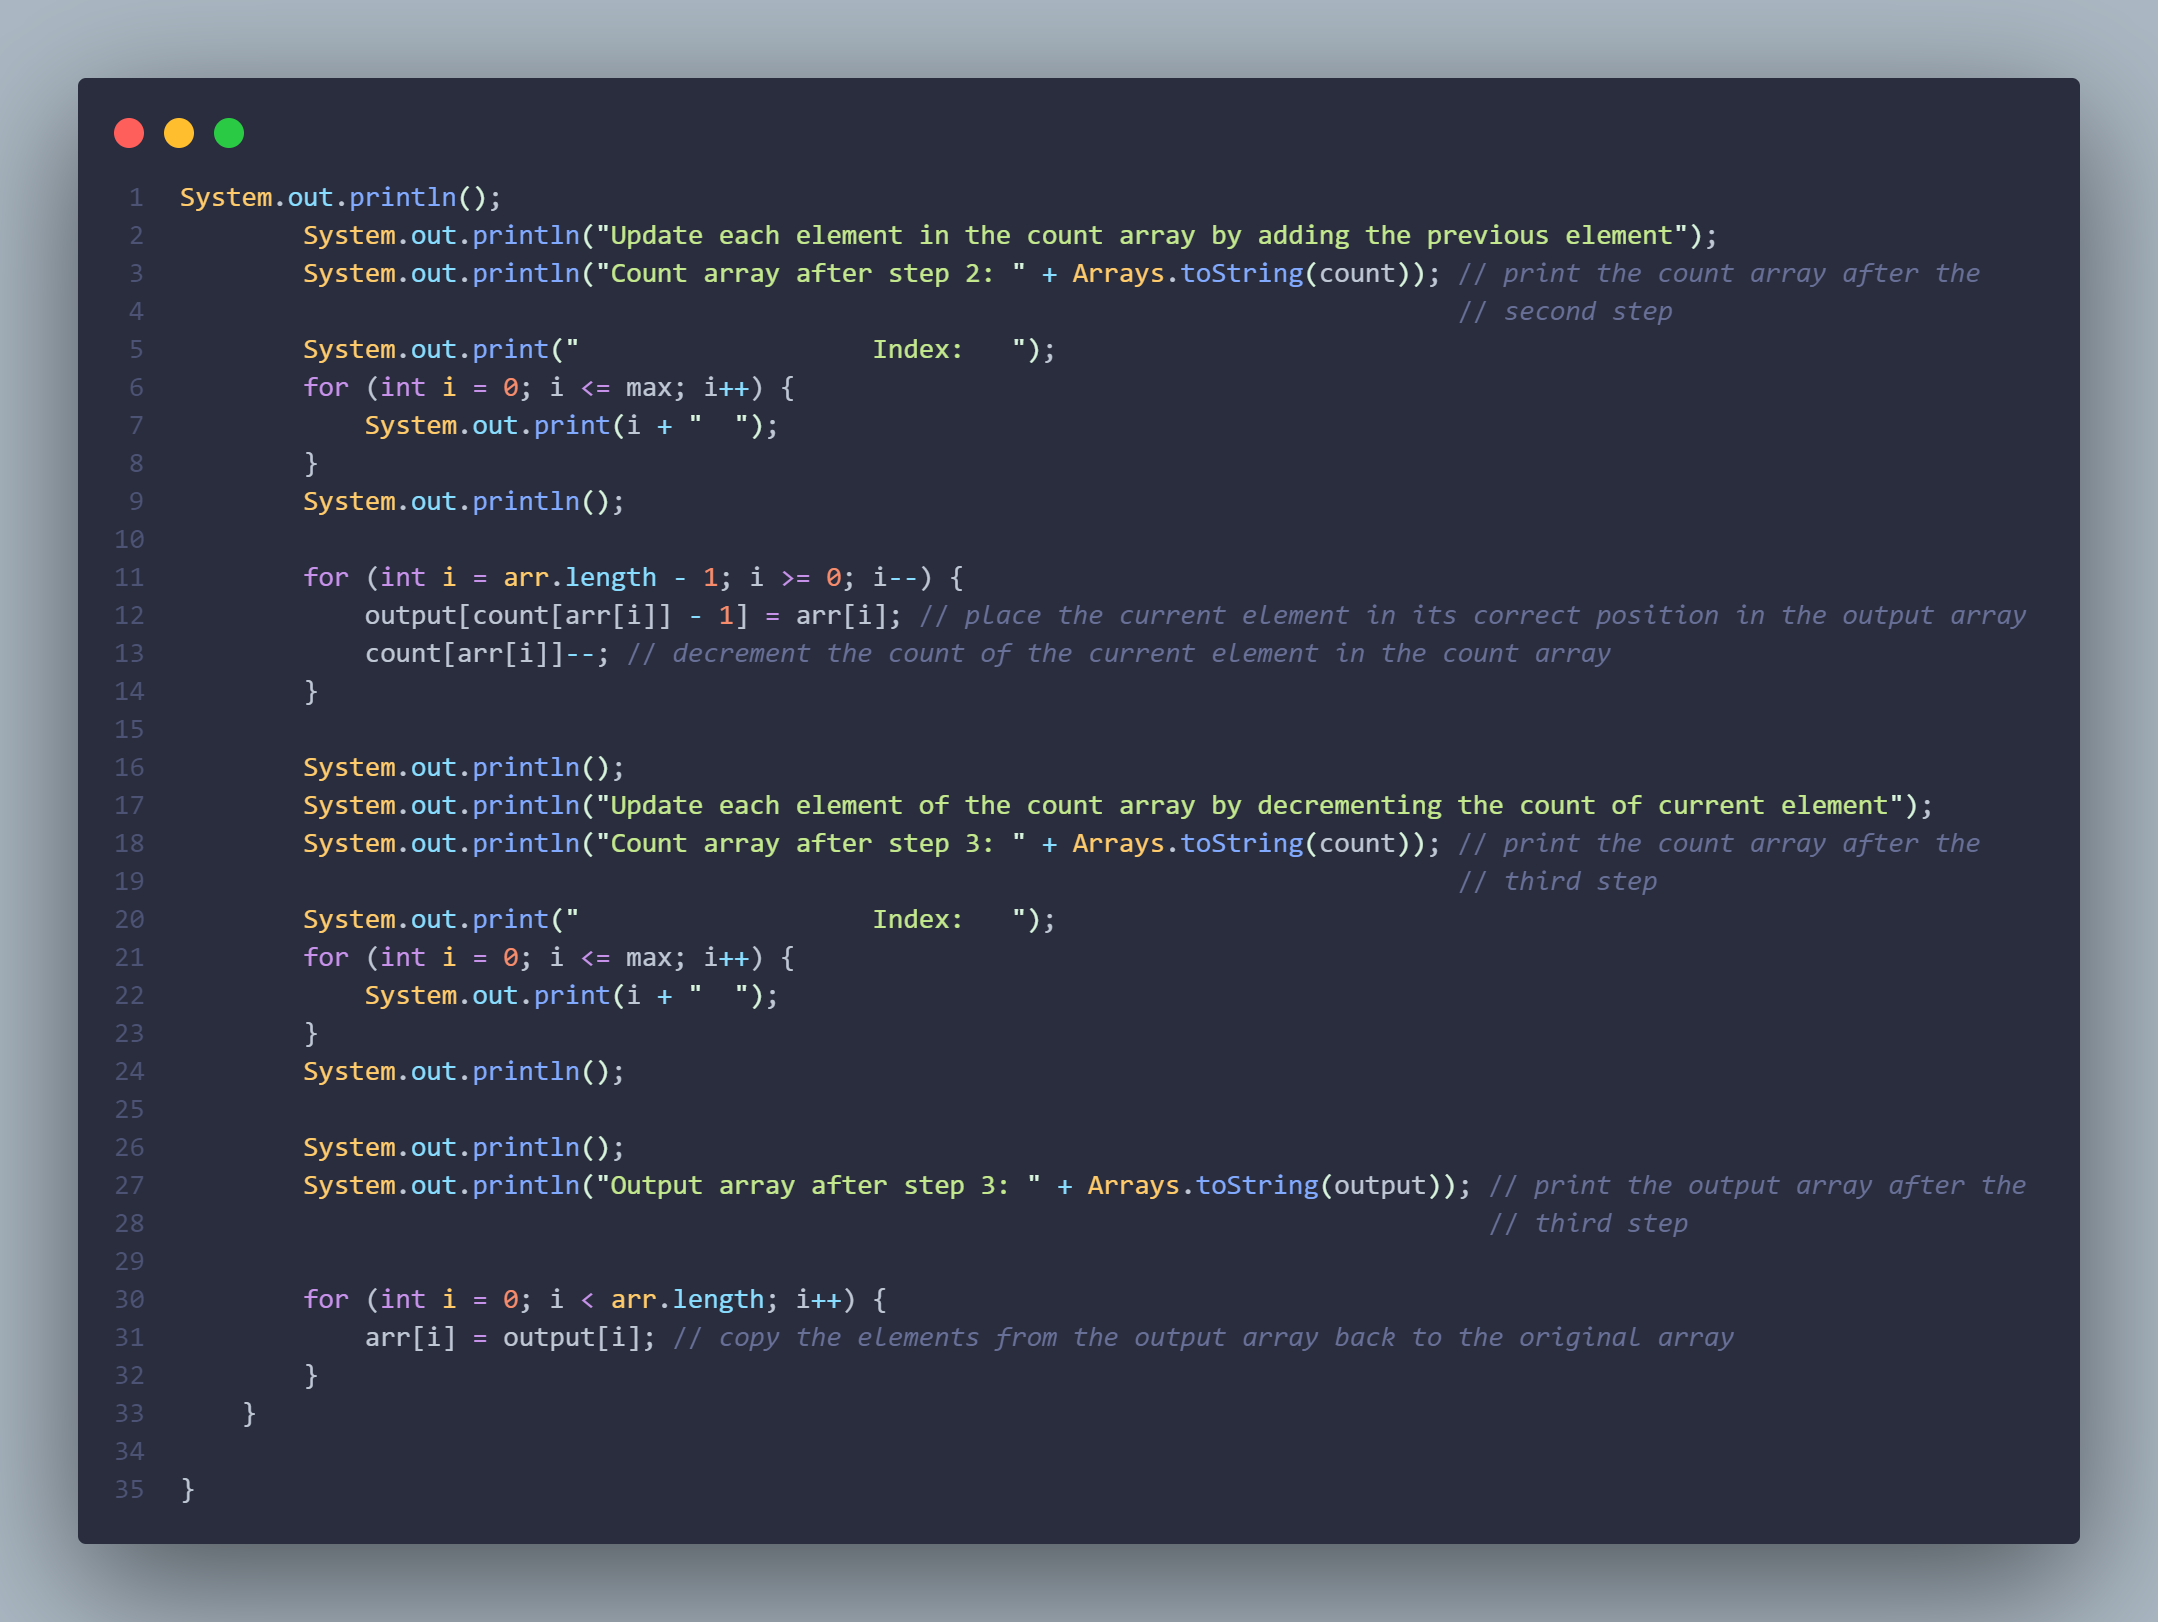 1 System.out.println();
2         System.out.println("Update each element in the count array by adding the previous element");
3         System.out.println("Count array after step 2: " + Arrays.toString(count)); // print the count array after the
4                                                                                    // second step
5         System.out.print("                   Index:   ");
6         for (int i = 0; i <= max; i++) {
7             System.out.print(i + "  ");
8         }
9         System.out.println();
10
11         for (int i = arr.length - 1; i >= 0; i--) {
12             output[count[arr[i]] - 1] = arr[i]; // place the current element in its correct position in the output array
13             count[arr[i]]--; // decrement the count of the current element in the count array
14         }
15
16         System.out.println();
17         System.out.println("Update each element of the count array by decrementing the count of current element");
18         System.out.println("Count array after step 3: " + Arrays.toString(count)); // print the count array after the
19                                                                                    // third step
20         System.out.print("                   Index:   ");
21         for (int i = 0; i <= max; i++) {
22             System.out.print(i + "  ");
23         }
24         System.out.println();
25
26         System.out.println();
27         System.out.println("Output array after step 3: " + Arrays.toString(output)); // print the output array after the
28                                                                                      // third step
29
30         for (int i = 0; i < arr.length; i++) {
31             arr[i] = output[i]; // copy the elements from the output array back to the original array
32         }
33     }
34
35 }